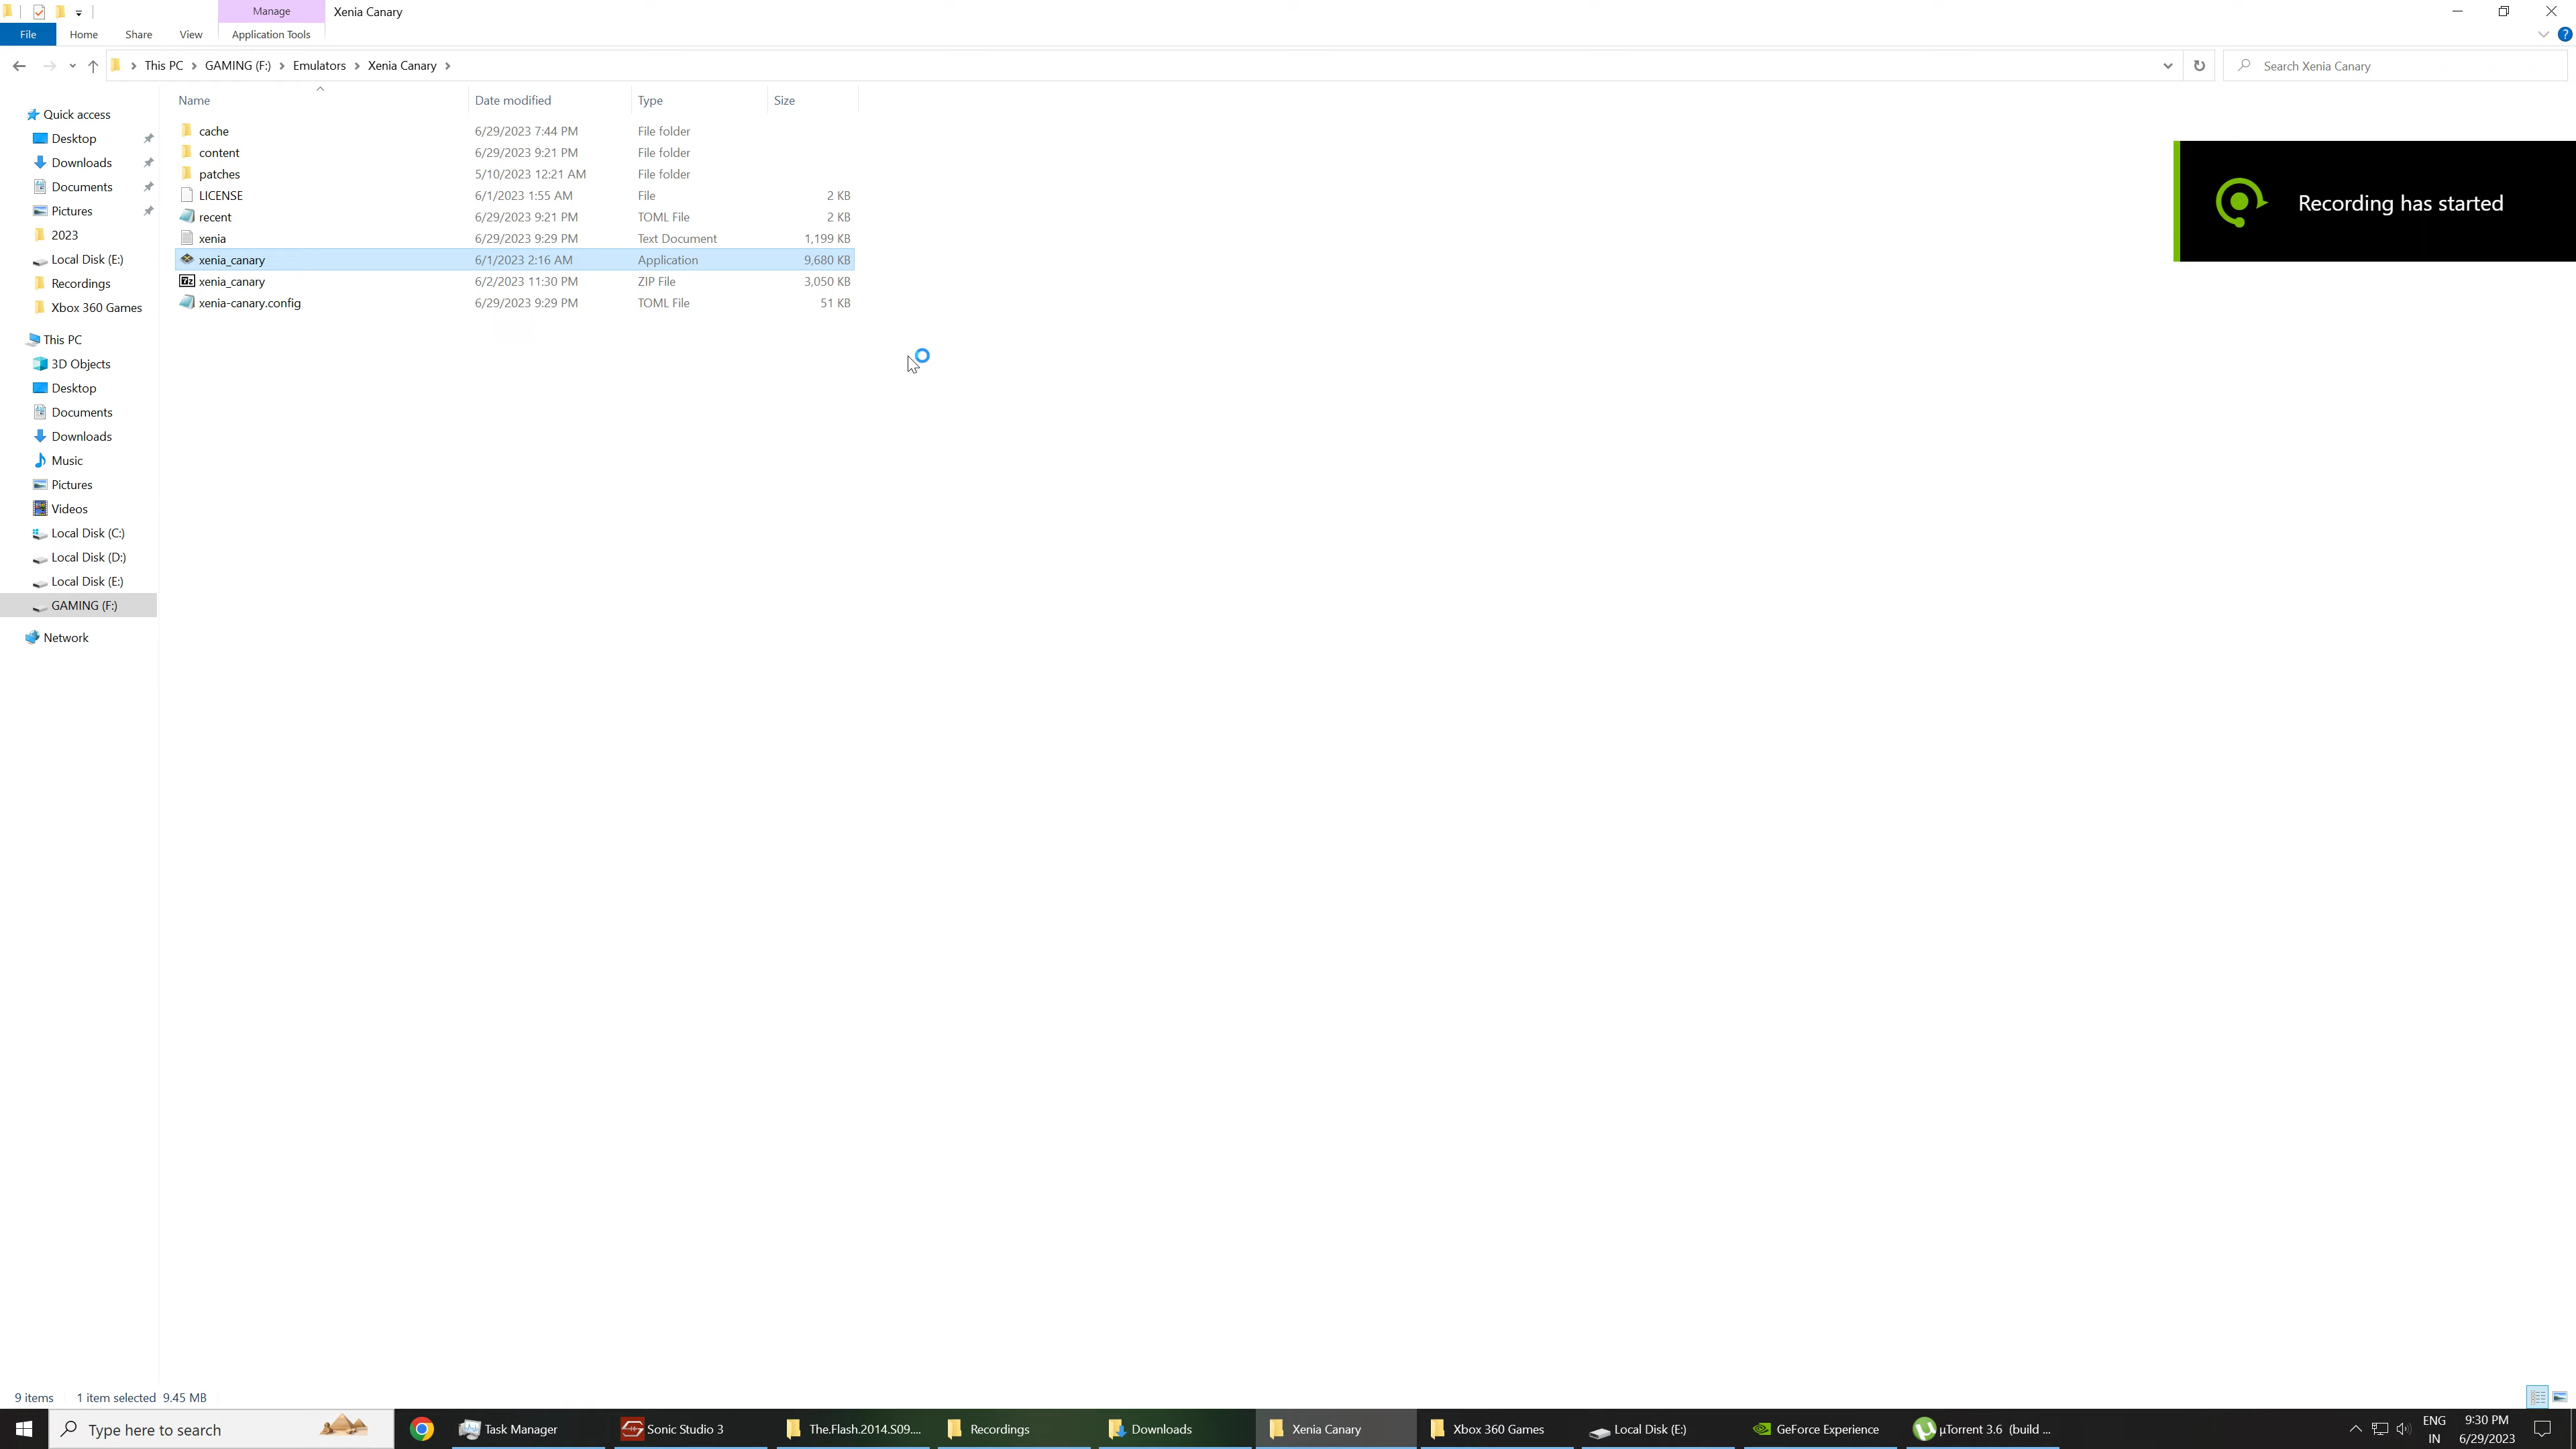 Manage
Xenia Canary
File
Home
Share
View
Application Tools
This PC
GAMING (F:)
Emulators
Xenia Canary
Search Xenia Canary
Name
Date modified
Type
Size
cache 6/29/2023 7:44 PM File folder
content 6/29/2023 9:21 PM File folder
patches 5/10/2023 12:21 AM File folder
LICENSE 6/1/2023 1:55 AM File 2 KB
recent 6/29/2023 9:21 PM TOML File 2 KB
xenia 6/29/2023 9:29 PM Text Document 1,199 KB
xenia_canary 6/1/2023 2:16 AM Application 9,680 KB
xenia_canary 6/2/2023 11:30 PM ZIP File 3,050 KB
xenia-canary.config 6/29/2023 9:29 PM TOML File 51 KB
Quick access
Desktop
Downloads
Documents
Pictures
2023
Local Disk (E:)
Recordings
Xbox 360 Games
This PC
3D Objects
Desktop
Documents
Downloads
Music
Pictures
Videos
Local Disk (C:)
Local Disk (D:)
Local Disk (E:)
GAMING (F:)
Network
Recording has started
9 items
1 item selected 9.45 MB
Type here to search
Task Manager
Sonic Studio 3
The.Flash.2014.S09....
Recordings
Downloads
Xenia Canary
Xbox 360 Games
Local Disk (E:)
GeForce Experience
µTorrent 3.6 (build ...
ENG
IN
9:30 PM
6/29/2023